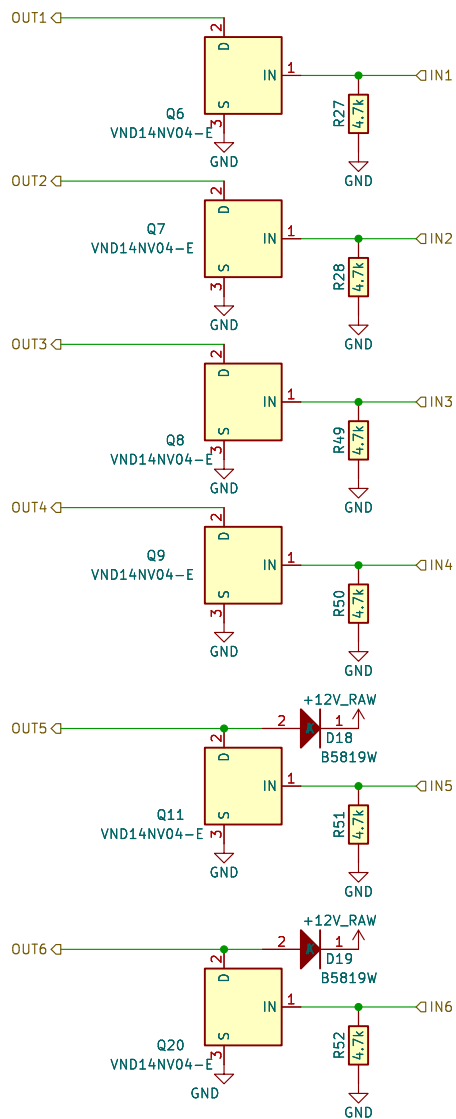 OUT1
2
D
IN
1
IN1
S
3
Q6
VND14NV04-E
GND
R27
4.7k
GND
OUT2
2
D
IN
1
IN2
S
3
Q7
VND14NV04-E
GND
R28
4.7k
GND
OUT3
2
D
IN
1
IN3
S
3
Q8
VND14NV04-E
GND
R49
4.7k
GND
OUT4
2
D
IN
1
IN4
S
3
Q9
VND14NV04-E
GND
R50
4.7k
GND
+12V_RAW
OUT5
2
X
1
D18
B5819W
2
D
IN
1
IN5
S
3
Q11
VND14NV04-E
GND
R51
4.7k
GND
+12V_RAW
OUT6
2
X
1
D19
B5819W
2
D
IN
1
IN6
S
3
Q20
VND14NV04-E
GND
R52
4.7k
GND